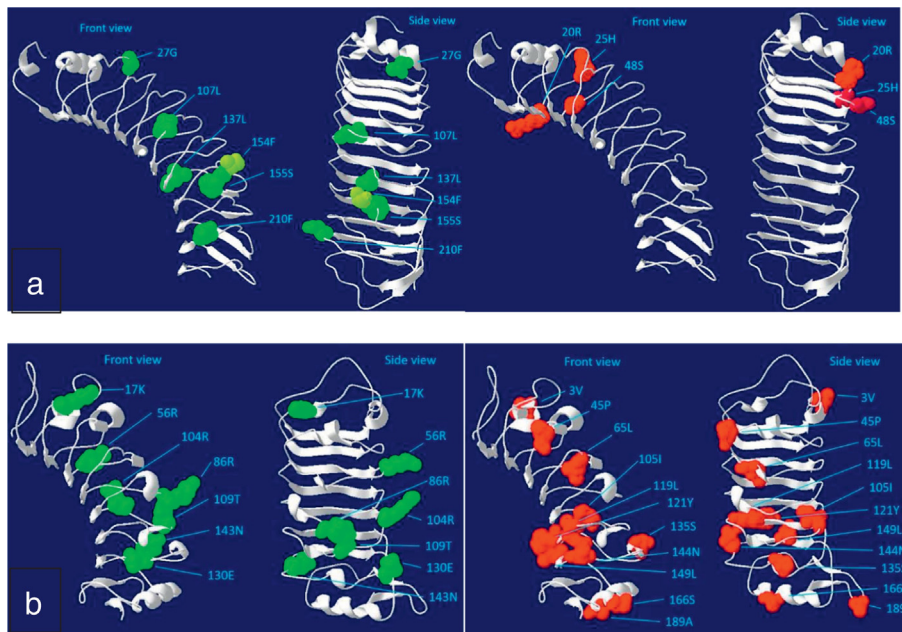 Front view
Side view
Front view
Side view
27G
27G
20R
25H
20R
48S
25H
48S
107L
107L
137L
154F
137L
155S
154F
155S
210F
210F
a
Front view
Side view
Front view
Side view
17K
17K
3V
3V
56R
45P
45P
56R
104R
65L
65L
86R
86R
105I
119L
109T
104R
119L
105I
121Y
121Y
143N
109T
135S
149L
130E
130E
144N
144N
143N
149L
135S
166S
166
189A
189
b